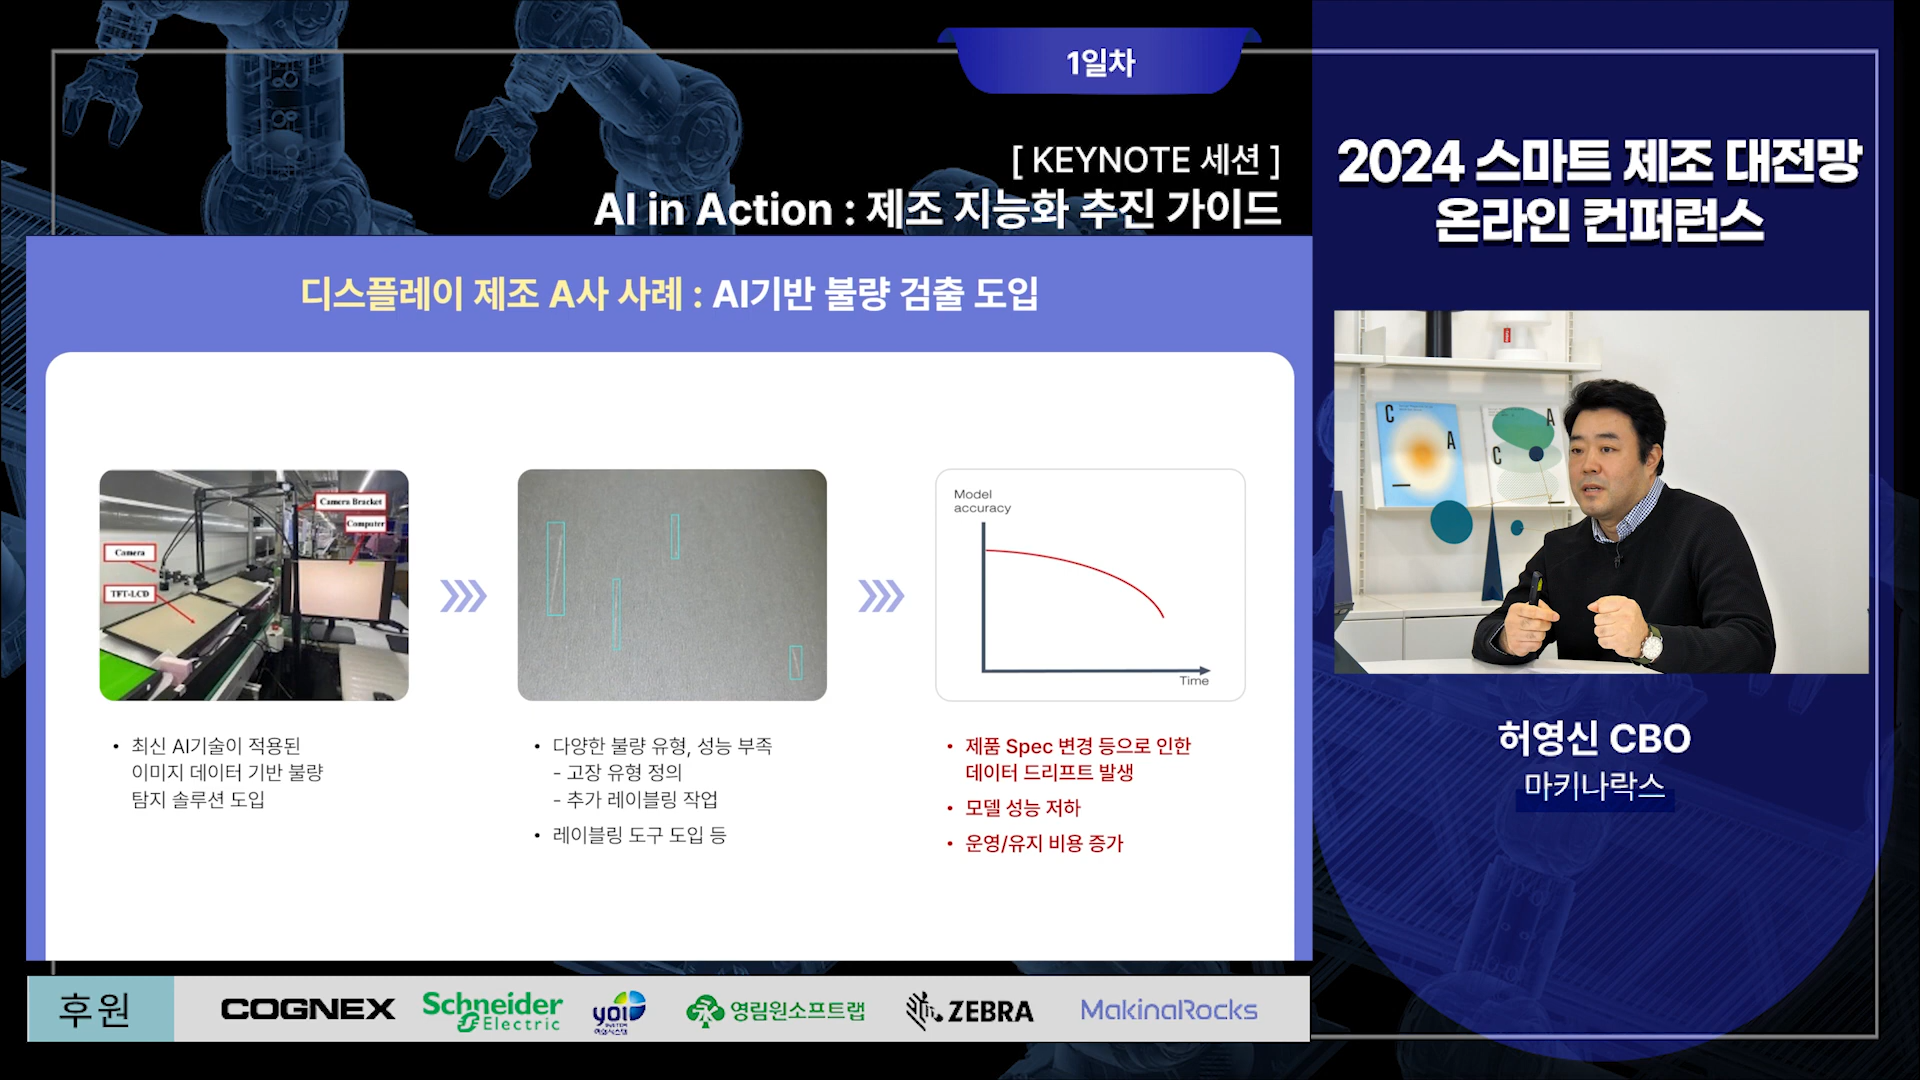 1일차
[ KEYNOTE 세션 ]
AI in Action : 제조 지능화 추진 가이드
2024 스마트 제조 대전망
온라인 컨퍼런스
디스플레이 제조 A사 사례 : AI기반 불량 검출 도입
Camera Bracket
Computer
Camera
TFT-LCD
Model
accuracy
Time
• 최신 AI기술이 적용된
이미지 데이터 기반 불량
탐지 솔루션 도입
• 다양한 불량 유형, 성능 부족
- 고장 유형 정의
- 추가 레이블링 작업
• 레이블링 도구 도입 등
• 제품 Spec 변경 등으로 인한
데이터 드리프트 발생
• 모델 성능 저하
• 운영/유지 비용 증가
C
A
A
C
허영신 CBO
마키나락스
후원
COGNEX
Schneider
Electric
yoi
SYSTEM
영림원소프트랩
ZEBRA
MakinaRocks